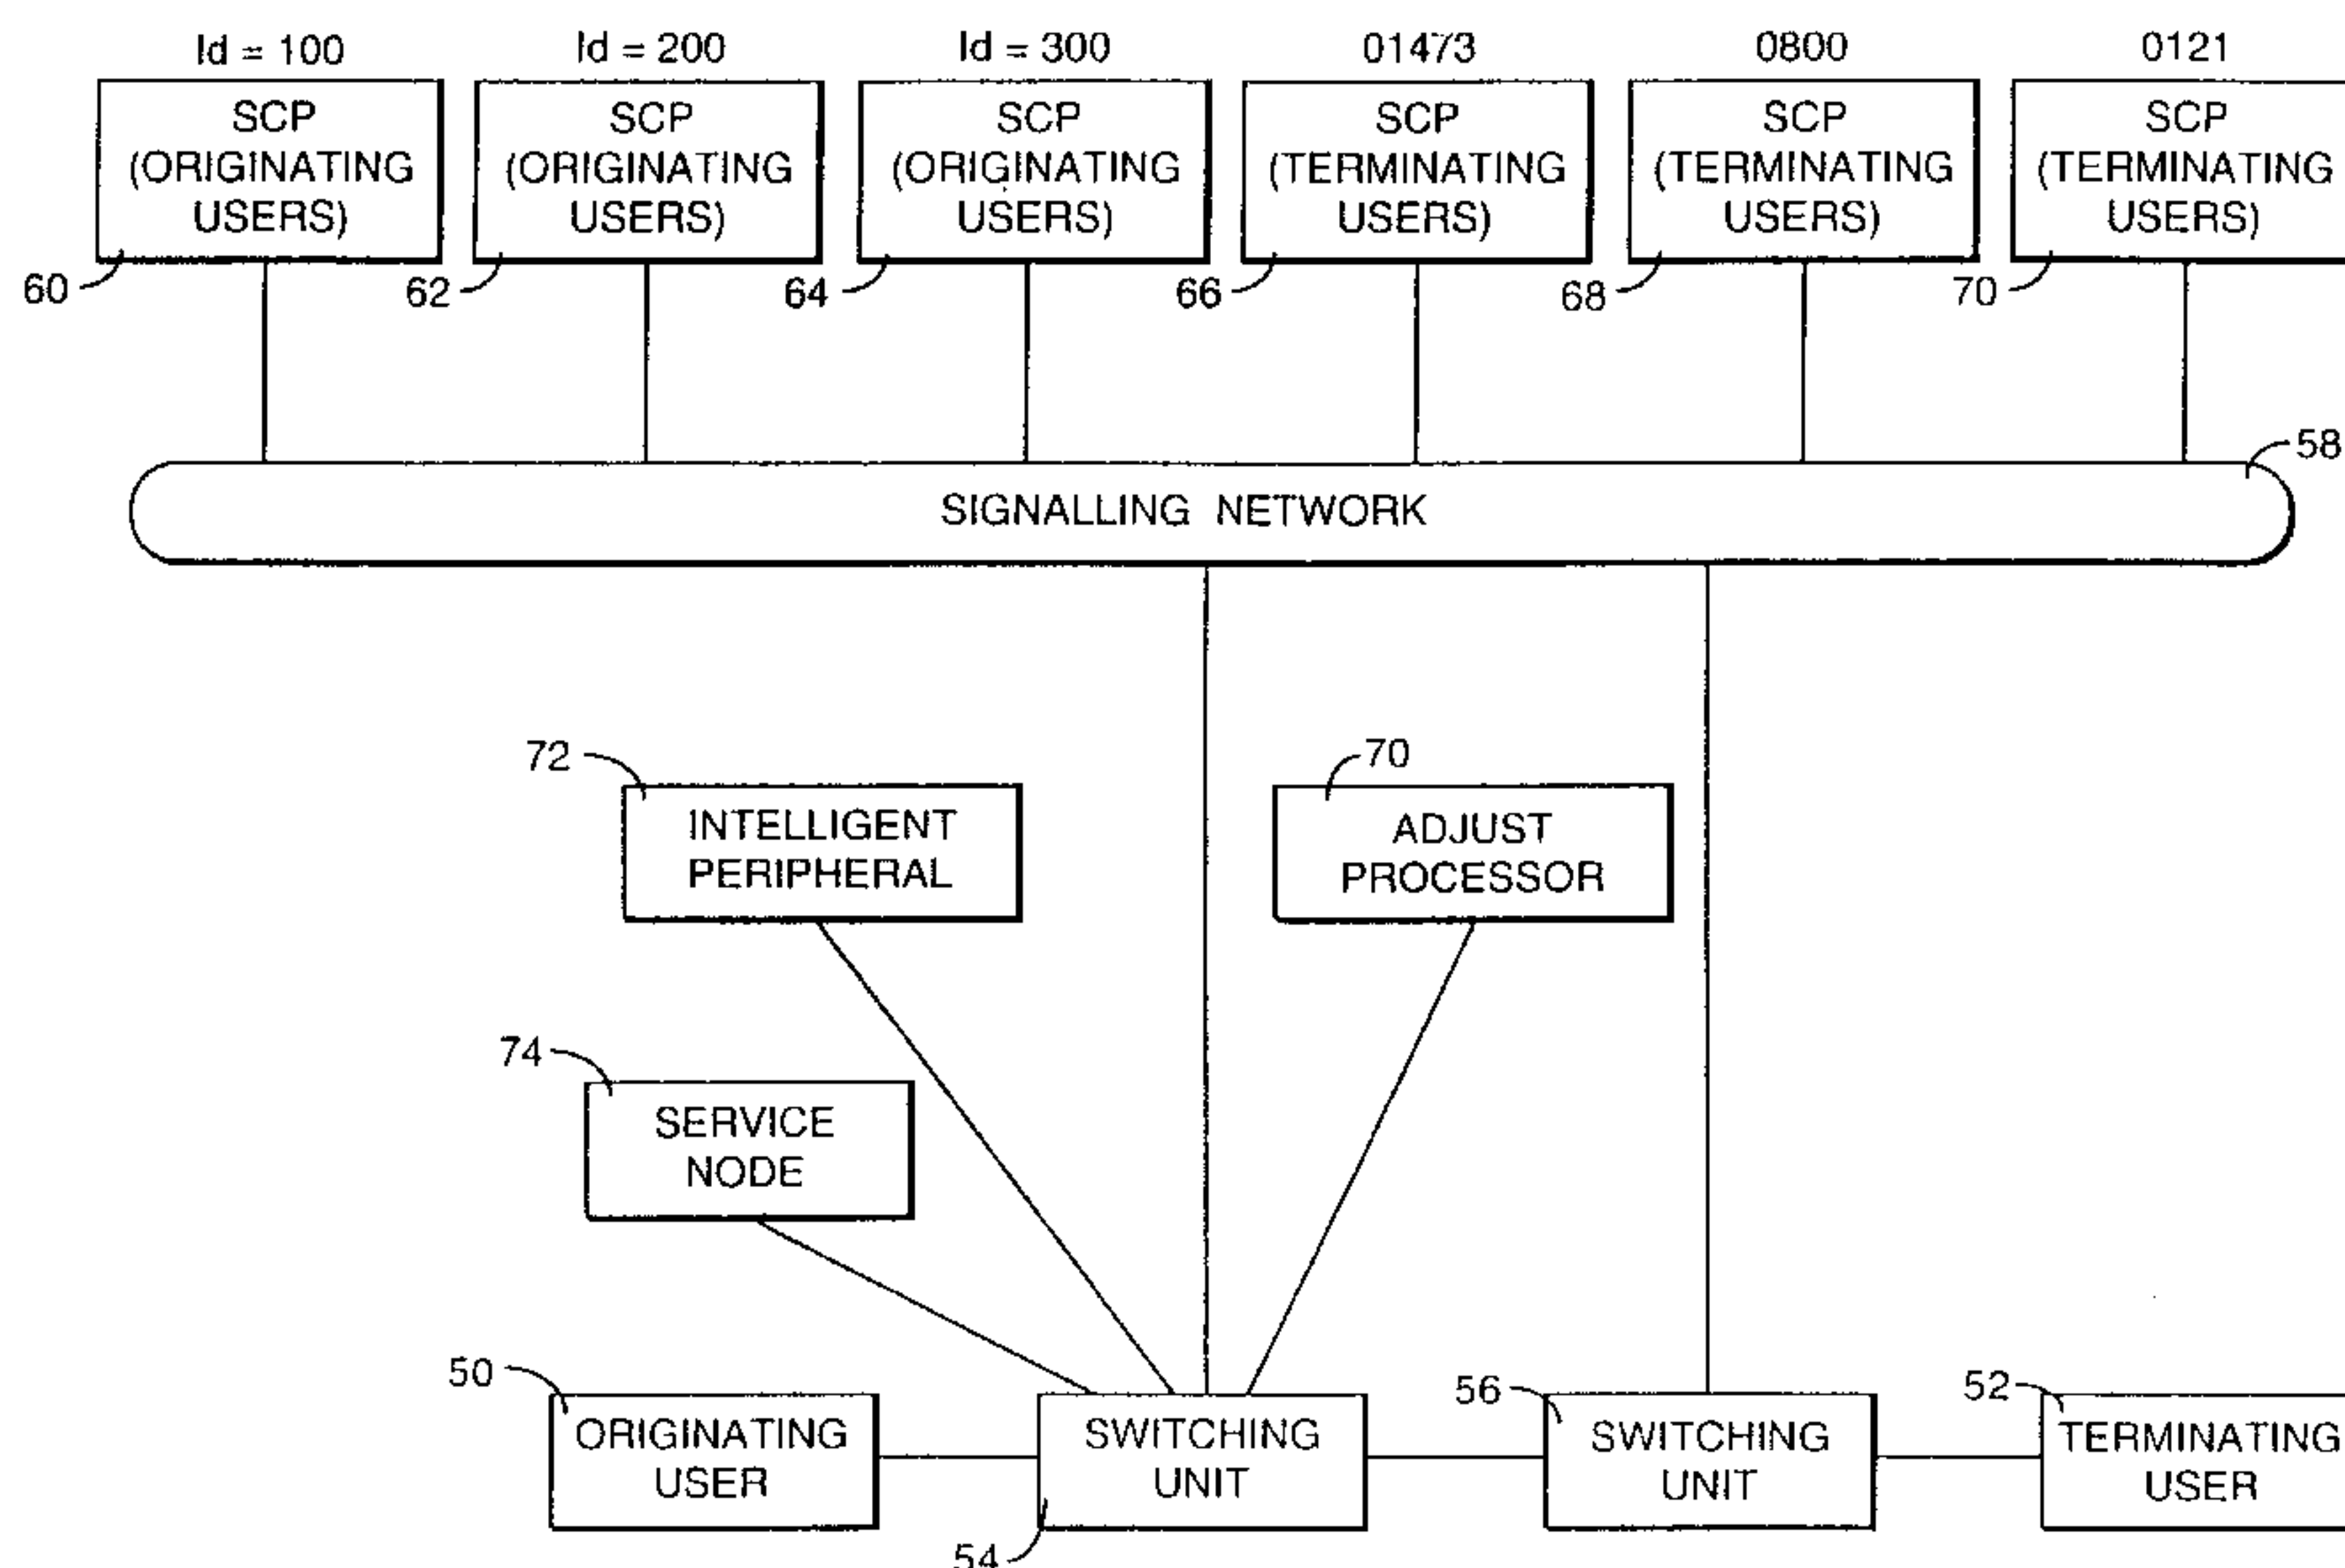 Id = 100
Id = 200
Id = 300
01473
0800
0121
SCP
(ORIGINATING
USERS)
SCP
(ORIGINATING
USERS)
SCP
(ORIGINATING
USERS)
SCP
(TERMINATING
USERS)
SCP
(TERMINATING
USERS)
SCP
(TERMINATING
USERS)
60
62
64
66
68
70
58
SIGNALLING NETWORK
72
INTELLIGENT
PERIPHERAL
70
ADJUST
PROCESSOR
74
SERVICE
NODE
50
ORIGINATING
USER
SWITCHING
UNIT
54
56
SWITCHING
UNIT
52
TERMINATING
USER